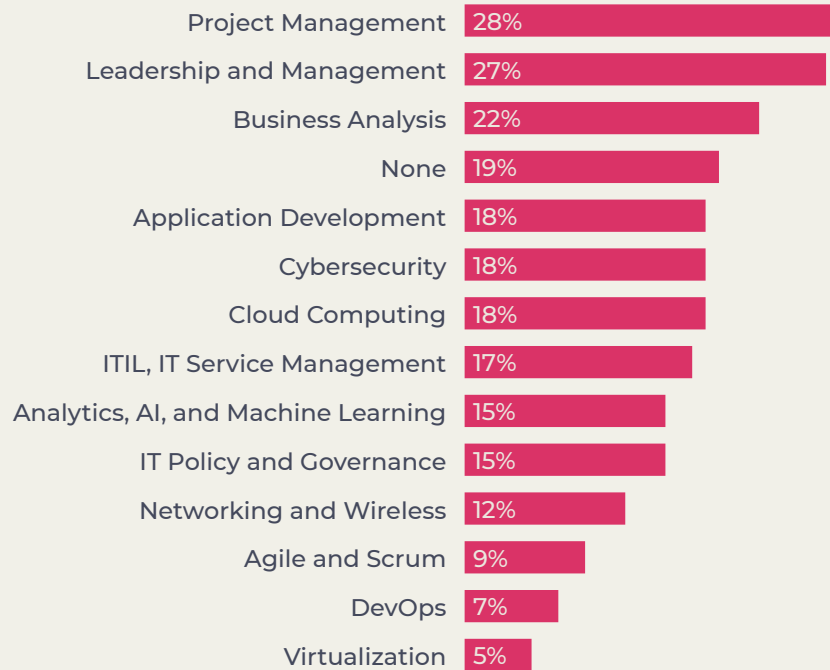 Project Management 28%
Leadership and Management 27%
Business Analysis 22%
None 19%
Application Development 18%
Cybersecurity 18%
Cloud Computing 18%
ITIL, IT Service Management 17%
Analytics, AI, and Machine Learning 15%
IT Policy and Governance 15%
Networking and Wireless 12%
Agile and Scrum 9%
DevOps 7%
Virtualization 5%